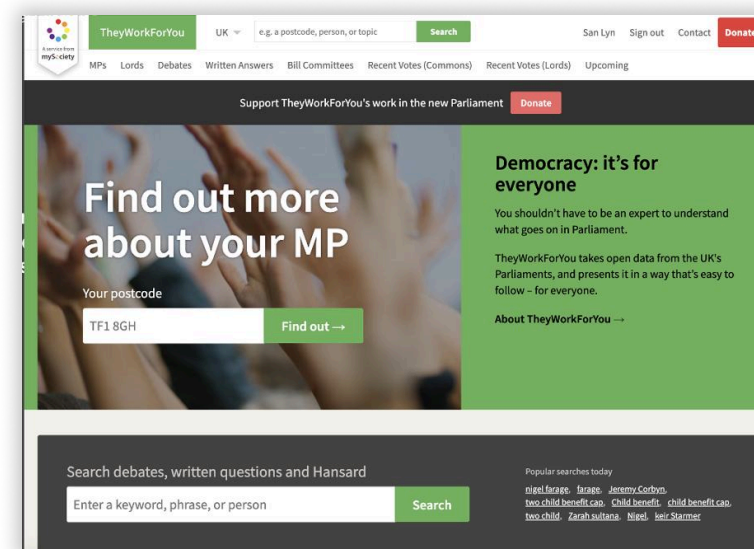 TheyWorkForYou
UK
e.g. a postcode, person, or topic
Search
San Lyn
Sign out
Contact
Donate
A service from
mySociety
MPs
Lords
Debates
Written Answers
Bill Committees
Recent Votes (Commons)
Recent Votes (Lords)
Upcoming
Support TheyWorkForYou's work in the new Parliament
Donate
Find out more
about your MP
Your postcode
TF1 8GH
Find out →
Democracy: it’s for
everyone
You shouldn't have to be an expert to understand
what goes on in Parliament.
TheyWorkForYou takes open data from the UK's
Parliaments, and presents it in a way that's easy to
follow – for everyone.
About TheyWorkForYou →
Search debates, written questions and Hansard
Enter a keyword, phrase, or person
Search
Popular searches today
nigel farage, farage, Jeremy Corbyn,
two child benefit cap, Child benefit, child benefit cap,
two child, Zarah sultana, Nigel, keir Starmer